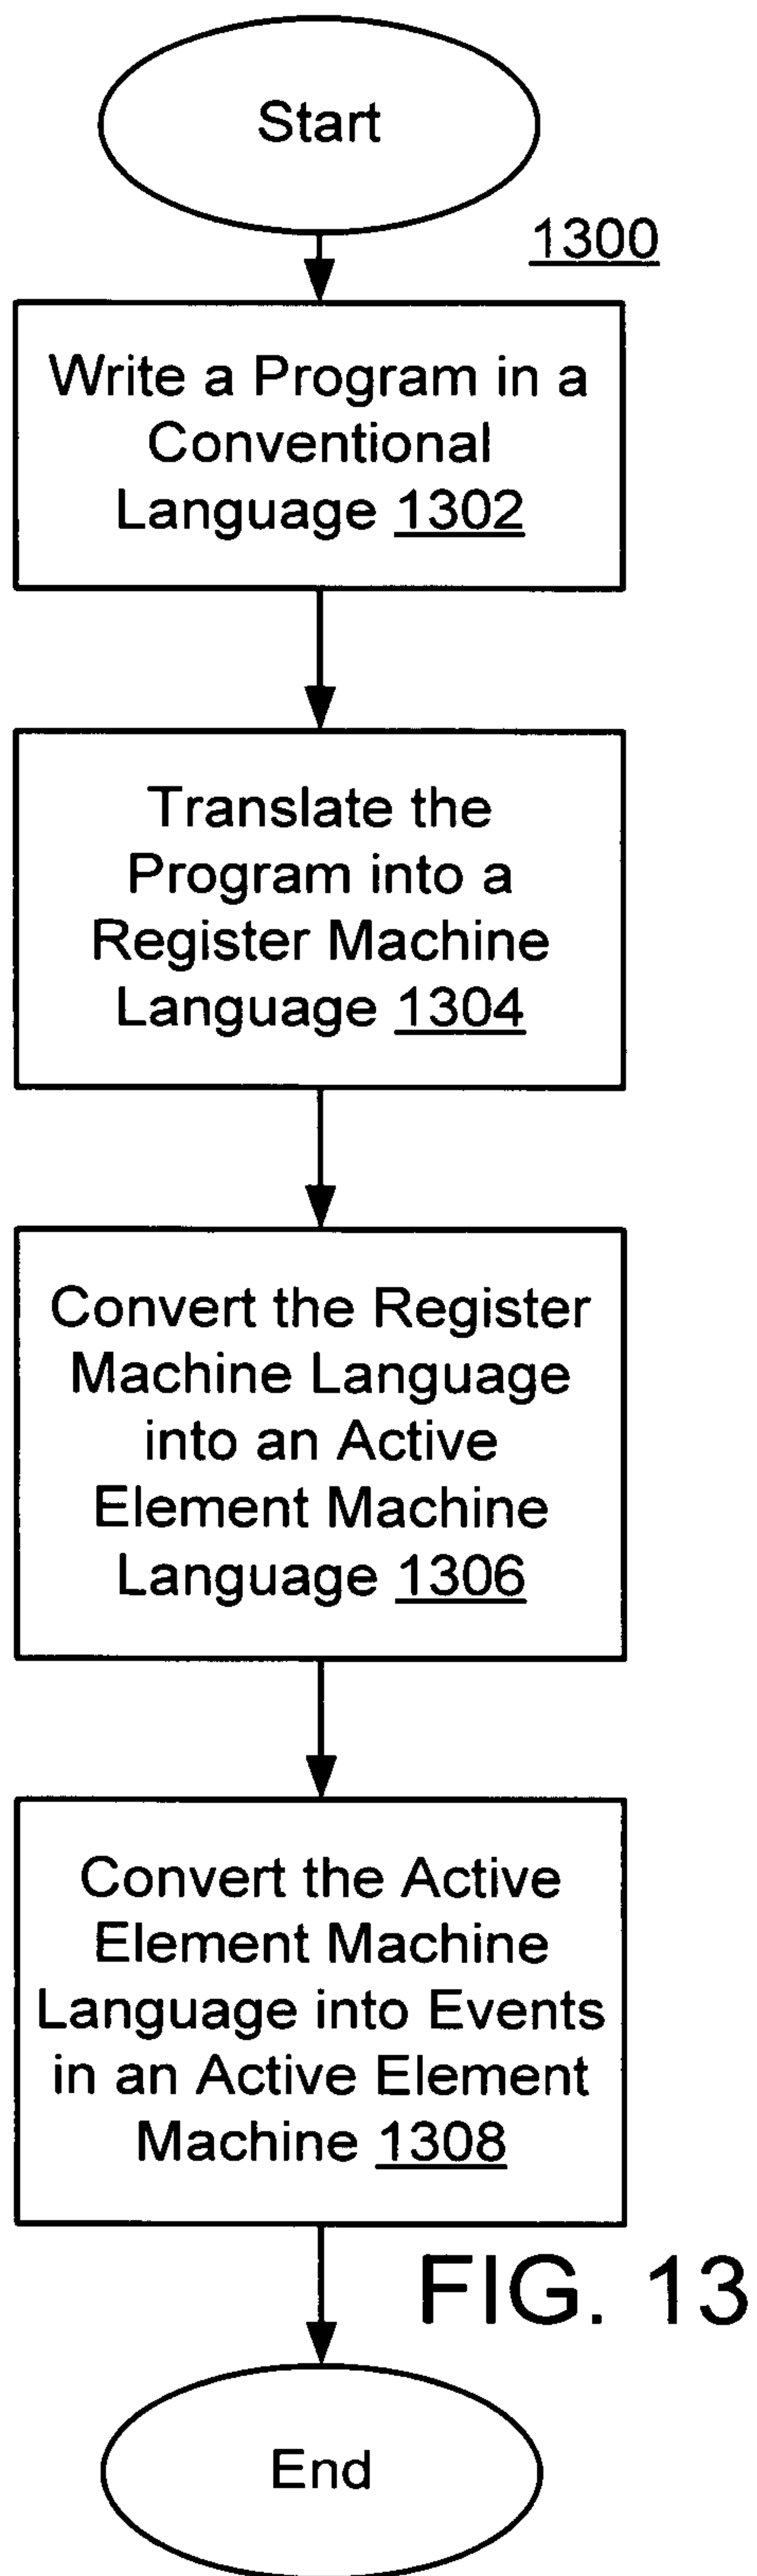 Start
1300
Write a Program in a
Conventional
Language 1302
Translate the
Program into a
Register Machine
Language 1304
Convert the Register
Machine Language
into an Active
Element Machine
Language 1306
Convert the Active
Element Machine
Language into Events
in an Active Element
Machine 1308
FIG. 13
End